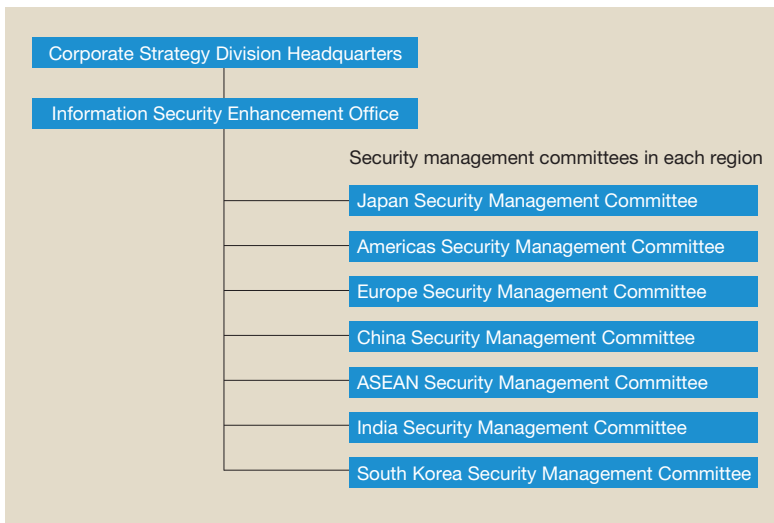 Corporate Strategy Division Headquarters
Information Security Enhancement Office
Security management committees in each region
Japan Security Management Committee
Americas Security Management Committee
Europe Security Management Committee
China Security Management Committee
ASEAN Security Management Committee
India Security Management Committee
South Korea Security Management Committee